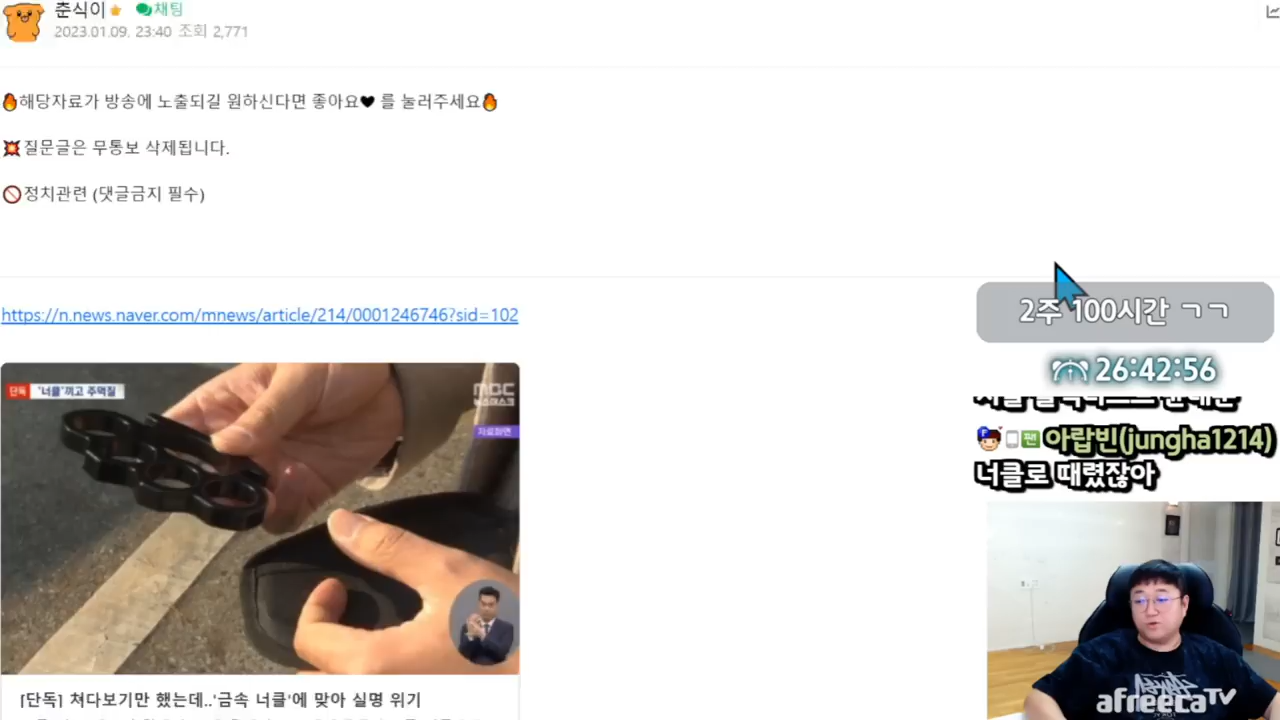 춘식이 채팅
2023.01.09. 23:40 조회 2,771
해당자료가 방송에 노출되길 원하신다면 좋아요🖤 를 눌러주세요
질문글은 무통보 삭제됩니다.
정치관련 (댓글금지 필수)
https://n.news.naver.com/mnews/article/214/0001246746?sid=102
단독 '너클'끼고 주먹질
MBC
뉴스데스크
자료화면
[단독] 쳐다보기만 했는데..'금속 너클'에 맞아 실명 위기
2주 100시간 ㄱㄱ
26:42:56
팬 아랍빈(jungha1214)
너클로 때렸잖아
afreecaTV